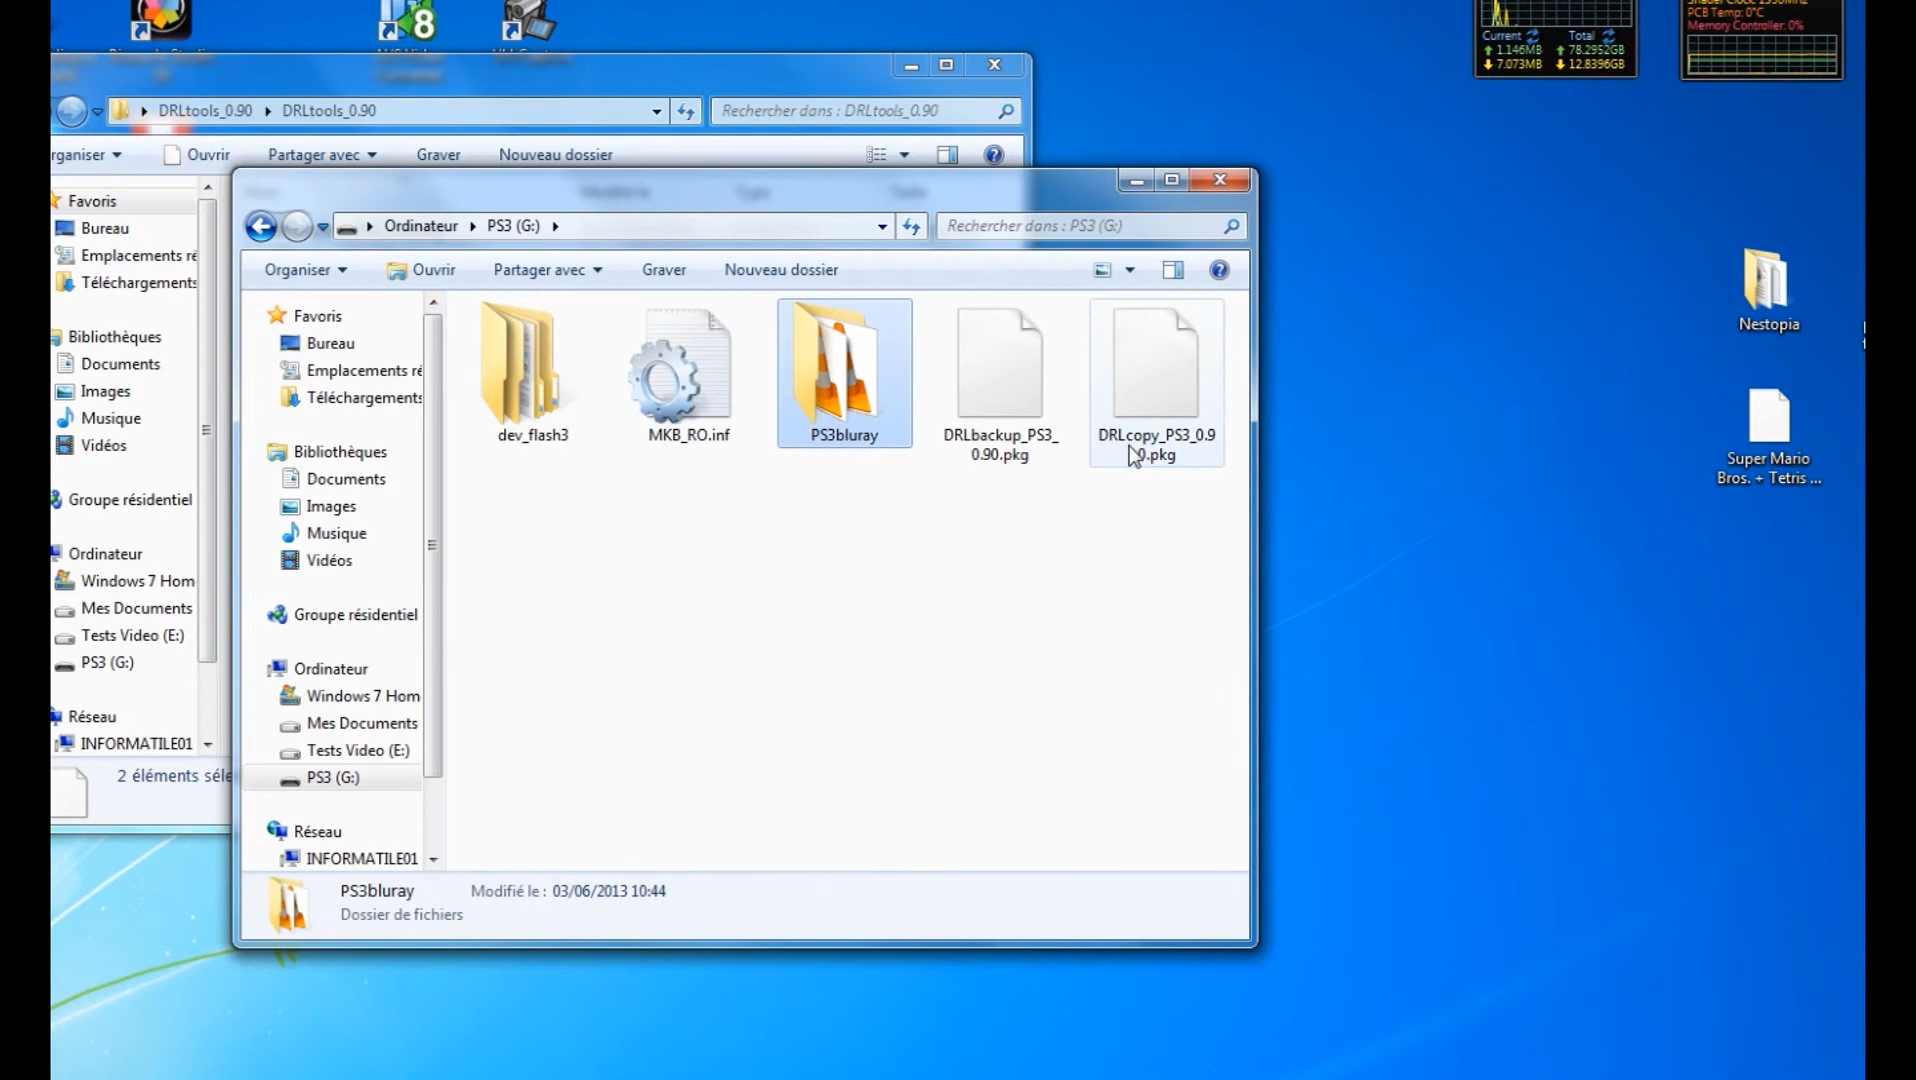 8
PCB Temp: 0°C
Memory Controller: 0%
Current Total
1.146MB 78.2952GB
7.073MB 12.8396GB
DRLtools_0.90 DRLtools_0.90
Rechercher dans : DRLtools_0.90
rganiser Ouvrir Partager avec Graver Nouveau dossier
Favoris
Bureau
Emplacements ré
Téléchargements
Bibliothèques
Documents
Images
Musique
Vidéos
Groupe résidentiel
Ordinateur
Windows 7 Hom
Mes Documents
Tests Video (E:)
PS3 (G:)
Réseau
INFORMATILE01
2 éléments séle
Ordinateur PS3 (G:)
Rechercher dans : PS3 (G:)
Organiser Ouvrir Partager avec Graver Nouveau dossier
Favoris
Bureau
Emplacements ré
Téléchargements
Bibliothèques
Documents
Images
Musique
Vidéos
Groupe résidentiel
Ordinateur
Windows 7 Hom
Mes Documents
Tests Video (E:)
PS3 (G:)
Réseau
INFORMATILE01
dev_flash3
MKB_RO.inf
PS3bluray
DRLbackup_PS3_
0.90.pkg
DRLcopy_PS3_0.9
0.pkg
PS3bluray Modifié le : 03/06/2013 10:44
Dossier de fichiers
Nestopia
Super Mario
Bros. + Tetris ...